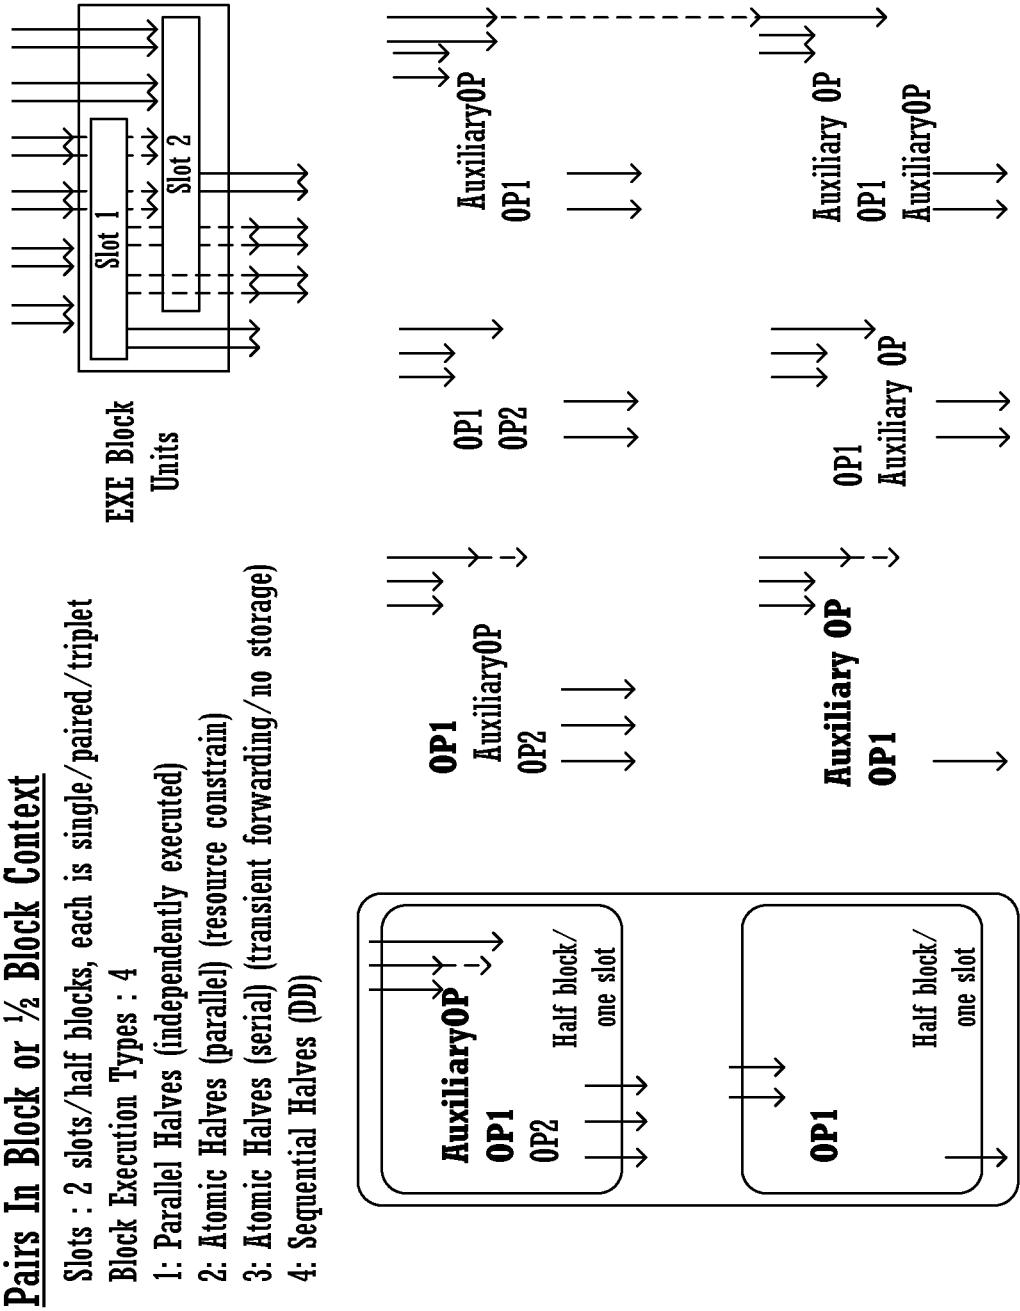 Pairs In Block or ½ Block Context
Slots : 2 slots/half blocks, each is single/paired/triplet
Block Execution Types : 4
1: Parallel Halves (independently executed)
2: Atomic Halves (parallel) (resource constrain)
3: Atomic Halves (serial) (transient forwarding/no storage)
4: Sequential Halves (DD)
EXE Block
Units
Slot 1
Slot 2
AuxiliaryOP
OP1
OP2
Half block/
one slot
OP1
AuxiliaryOP
OP2
OP1
OP2
AuxiliaryOP
OP1
OP1
Half block/
one slot
Auxiliary OP
OP1
OP1
Auxiliary OP
Auxiliary OP
OP1
AuxiliaryOP